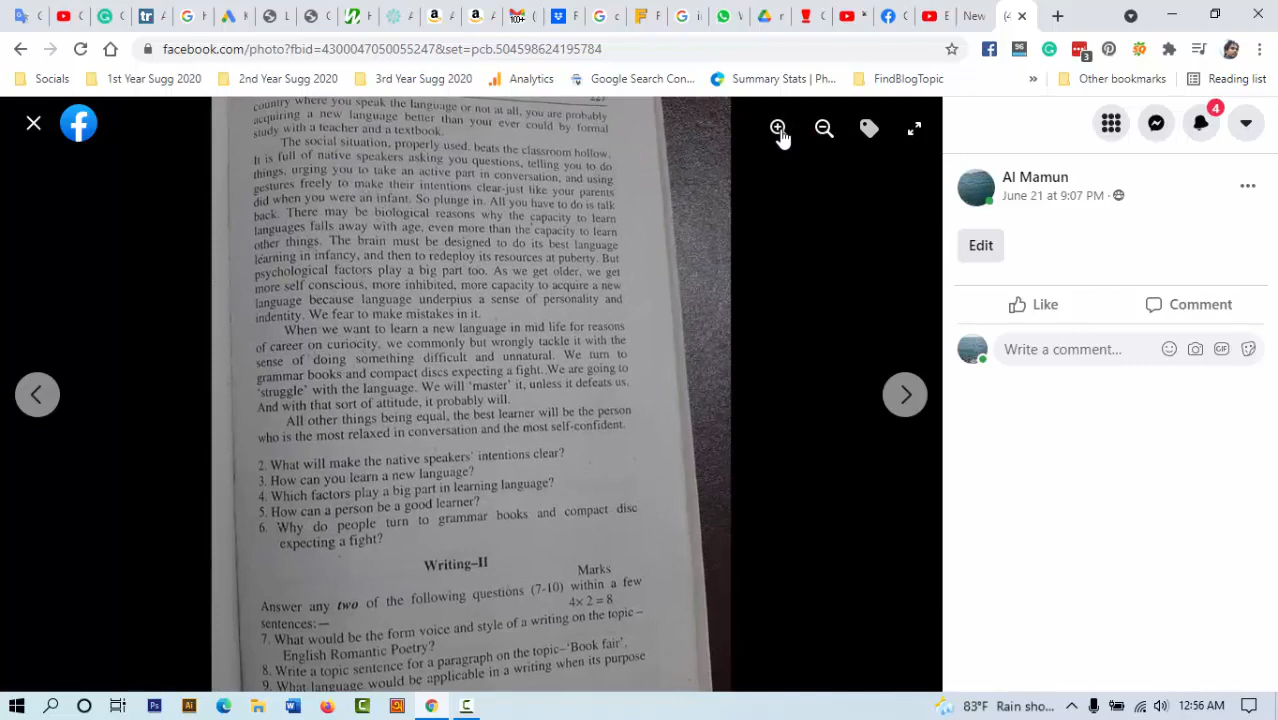 facebook.com/photo?fbid=430004705005524​7&set=pcb.504598624195784
Socials
1st Year Sugg 2020
2nd Year Sugg 2020
3rd Year Sugg 2020
Analytics
Google Search Con...
Summary Stats | Ph...
FindBlogTopic
Other bookmarks
Reading list
country where you speak the language or not at all, you are probably
acquiring a new language better than your ever could by formal
study with a teacher and a textbook.
The social situation, properly used, beats the classroom hollow.
It is full of native speakers asking you questions, telling you to do
things, urging you to take an active part in conversation, and using
gestures freely to make their intentions clear-just like your parents
did when you were an infant. So plunge in. All you have to do is talk
back. There may be biological reasons why the capacity to learn
languages falls away with age, even more than the capacity to learn
other things. The brain must be designed to do its best language
learning in infancy, and then to redeploy its resources at puberty. But
psychological factors play a big part too. As we get older, we get
more self conscious, more inhibited, more capacity to acquire a new
language because language underpius a sense of personality and
indentity. We fear to make mistakes in it.
When we want to learn a new language in mid life for reasons
of career on curiocity, we commonly but wrongly tackle it with the
sense of doing something difficult and unnatural. We turn to
grammar books and compact discs expecting a fight. We are going to
'struggle' with the language. We will 'master' it, unless it defeats us.
And with that sort of attitude, it probably will.
All other things being equal, the best learner will be the person
who is the most relaxed in conversation and the most self-confident.
2. What will make the native speakers' intentions clear?
3. How can you learn a new language?
4. Which factors play a big part in learning language?
5. How can a person be a good learner?
6. Why do people turn to grammar books and compact disc
expecting a fight?
Writing–II
Marks
Answer any two of the following questions (7-10) within a few
sentences:— 4×2=8
7. What would be the form voice and style of a writing on the topic –
English Romantic Poetry?
8. Write a topic sentence for a paragraph on the topic–'Book fair'.
9. What language would be applicable in a writing when its purpose
4
Al Mamun
June 21 at 9:07 PM
Edit
Like
Comment
Write a comment...
GIF
83°F Rain sho...
12:56 AM